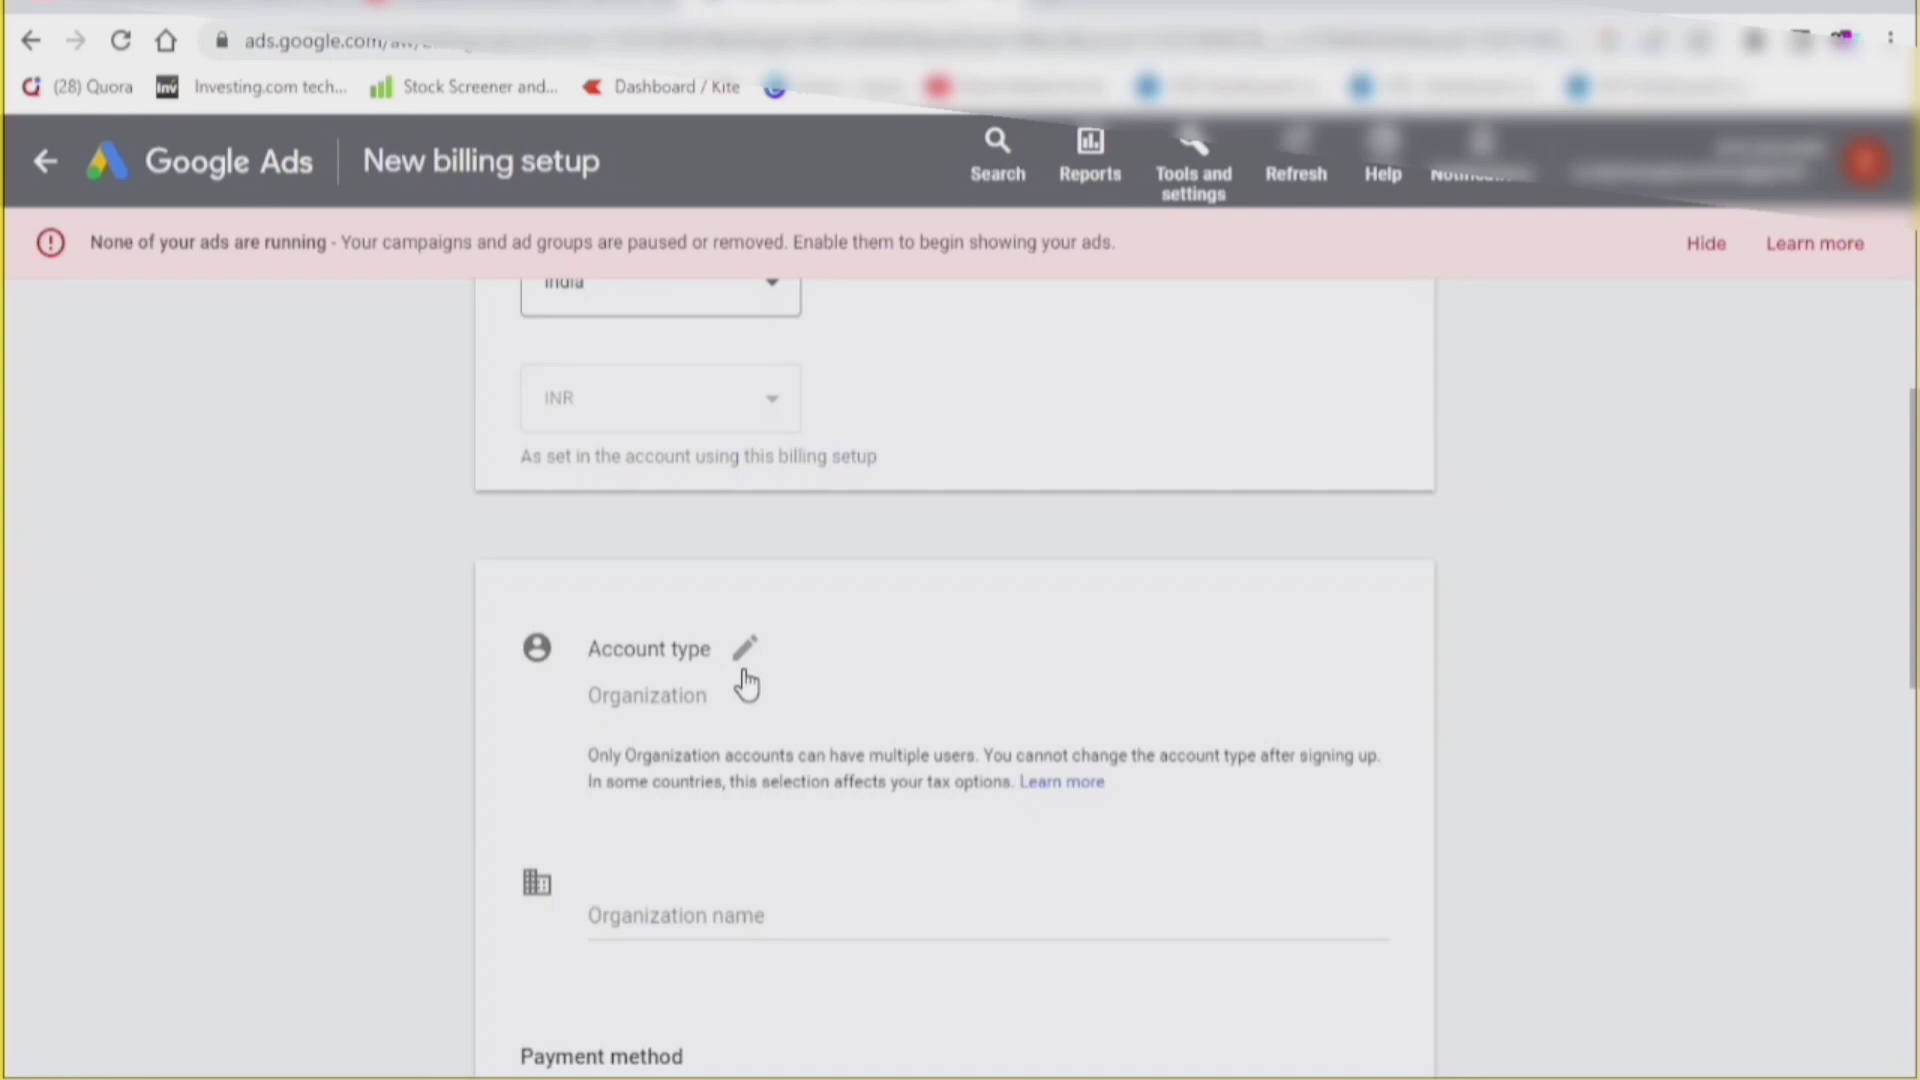 ads.google.com/aw/
(28) Quora
Inv
Investing.com tech...
Stock Screener and...
Dashboard / Kite
Google Ads
New billing setup
Search
Reports
Tools and settings
Refresh
Help
None of your ads are running - Your campaigns and ad groups are paused or removed. Enable them to begin showing your ads.
Hide
Learn more
India
INR
As set in the account using this billing setup
Account type
Organization
Only Organization accounts can have multiple users. You cannot change the account type after signing up.
In some countries, this selection affects your tax options. Learn more
Organization name
Payment method